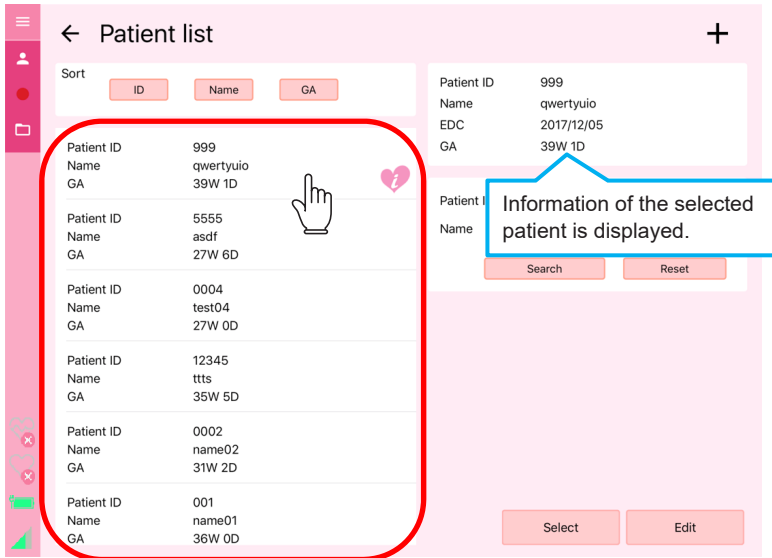 Patient list
Sort
ID Name GA
Patient ID 999
Name qwertyuio
GA 39W 1D
i
Patient ID 5555
Name asdf
GA 27W 6D
Patient ID 0004
Name test04
GA 27W 0D
Patient ID 12345
Name ttts
GA 35W 5D
Patient ID 0002
Name name02
GA 31W 2D
Patient ID 001
Name name01
GA 36W 0D
Patient ID 999
Name qwertyuio
EDC 2017/12/05
GA 39W 1D
Patient I
Name
Information of the selected
patient is displayed.
Search Reset
Select Edit